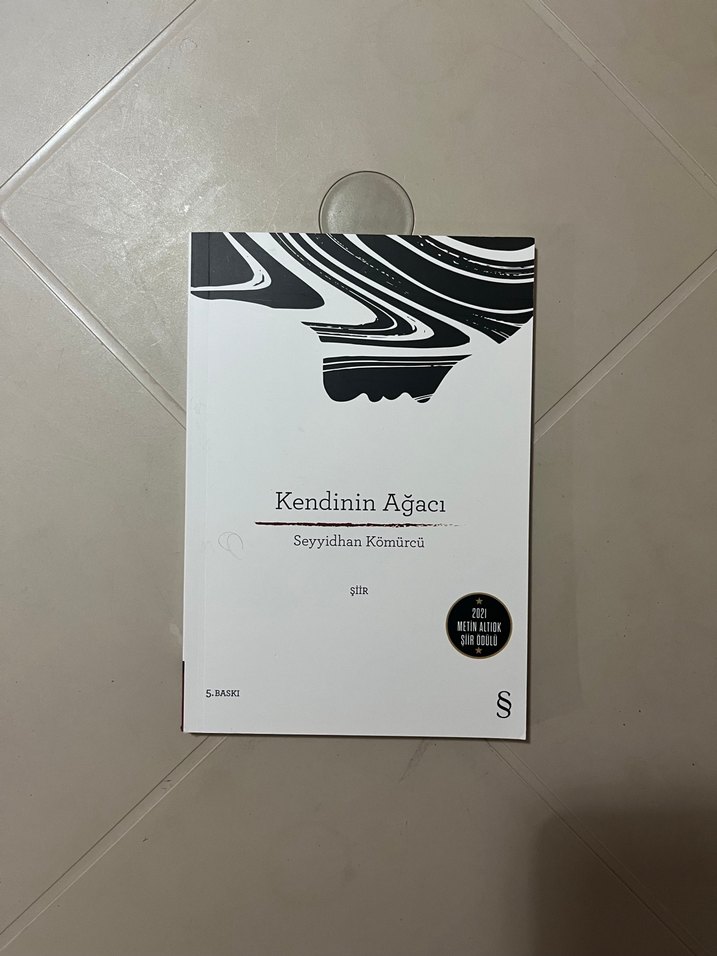 Kendinin Ağacı
Seyyidhan Kömürcü
ŞİİR
2021
METİN ALTIOK
ŞİİR ÖDÜLÜ
5. BASKI